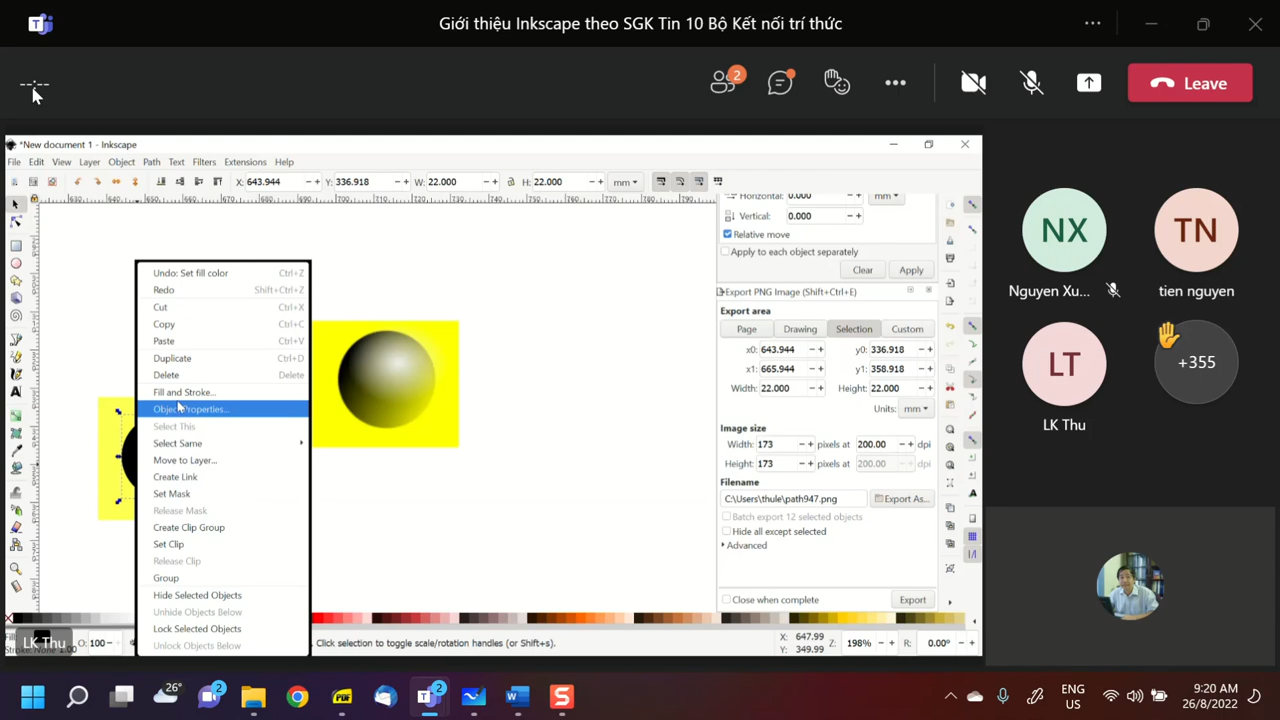 Giới thiệu Inkscape theo SGK Tin 10 Bộ Kết nối trí thức
2
Leave
*New document 1 - Inkscape
File Edit View Layer Object Path Text Filters Extensions Help
X: 643.944 Y: 336.918 W: 22.000 H: 22.000 mm
Horizontal: 0.000 mm
Vertical: 0.000
Relative move
Apply to each object separately
Clear Apply
Export PNG Image (Shift+Ctrl+E)
Export area
Page Drawing Selection Custom
x0: 643.944 y0: 336.918
x1: 665.944 y1: 358.918
Width: 22.000 Height: 22.000
Units: mm
Image size
Width: 173 pixels at 200.00 dpi
Height: 173 pixels at 200.00 dpi
Filename
C:\Users\thule\path947.png Export As...
Batch export 12 selected objects
Hide all except selected
Advanced
Close when complete Export
Undo: Set fill color Ctrl+Z
Redo Shift+Ctrl+Z
Cut Ctrl+X
Copy Ctrl+C
Paste Ctrl+V
Duplicate Ctrl+D
Delete Delete
Fill and Stroke...
Object Properties...
Select This
Select Same
Move to Layer...
Create Link
Set Mask
Release Mask
Create Clip Group
Set Clip
Release Clip
Group
Hide Selected Objects
Unhide Objects Below
Lock Selected Objects
Unlock Objects Below
LK Thu
O: 100
Click selection to toggle scale/rotation handles (or Shift+s).
X: 647.99
Y: 349.99
Z: 198% R: 0.00°
NX
Nguyen Xu...
TN
tien nguyen
LT
LK Thu
+355
26°
2
2
ENG
US
9:20 AM
26/8/2022